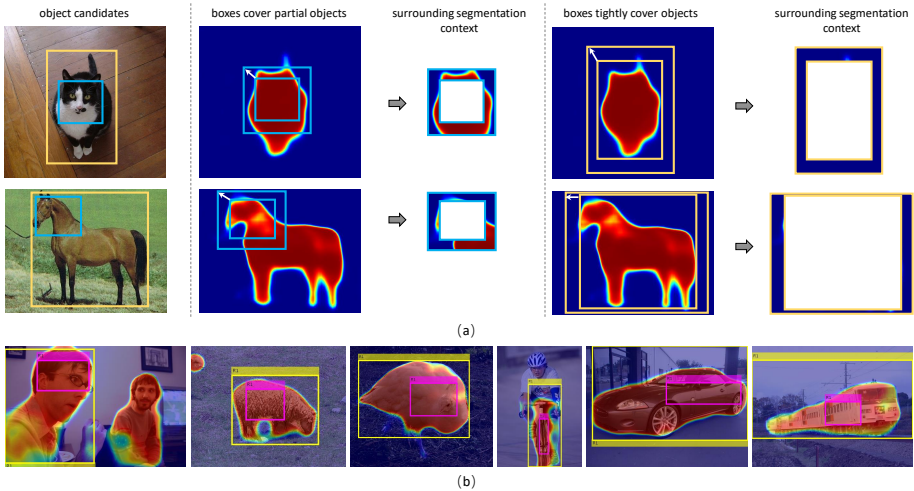 object candidates
boxes cover partial objects
surrounding segmentation
context
boxes tightly cover objects
surrounding segmentation
context
(a)
(b)